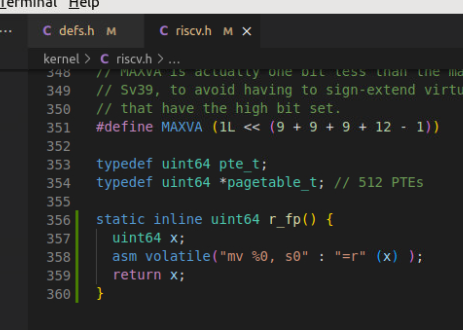 Terminal Help
... C defs.h M C riscv.h M ×
kernel > C riscv.h > ...
348 // MAXVA is actually one bit less than the ma
349 // Sv39, to avoid having to sign-extend virtu
350 // that have the high bit set.
351 #define MAXVA (1L << (9 + 9 + 9 + 12 - 1))
352
353 typedef uint64 pte_t;
354 typedef uint64 *pagetable_t; // 512 PTEs
355
356 static inline uint64 r_fp() {
357 uint64 x;
358 asm volatile("mv %0, s0" : "=r" (x) );
359 return x;
360 }